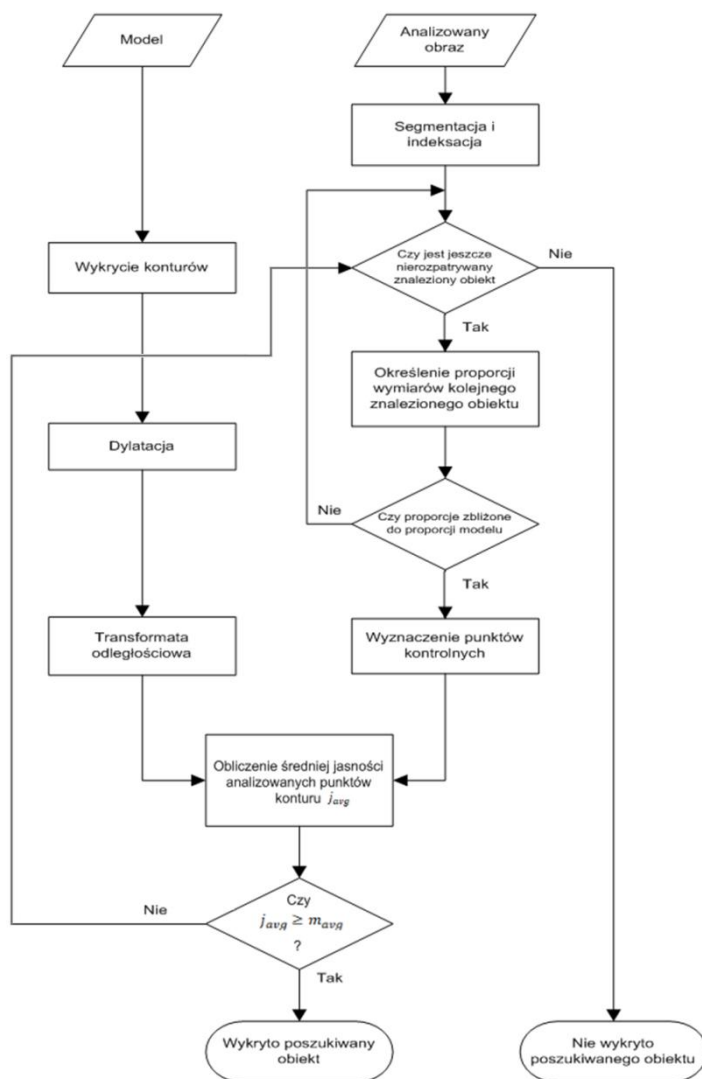 Model
Analizowany
obraz
Segmentacja i
indeksacja
Wykrycie konturów
Czy jest jeszcze
nierozpatrywany
znaleziony obiekt
Nie
Tak
Określenie proporcji
wymiarów kolejnego
znalezionego obiektu
Dylatacja
Nie
Czy proporcje zbliżone
do proporcji modelu
Tak
Transformata
odległościowa
Wyznaczenie punktów
kontrolnych
Obliczenie średniej jasności
analizowanych punktów
konturu j_avg
Nie
Czy
j_avg ≥ m_avg
?
Tak
Wykryto poszukiwany
obiekt
Nie wykryto
poszukiwanego obiektu